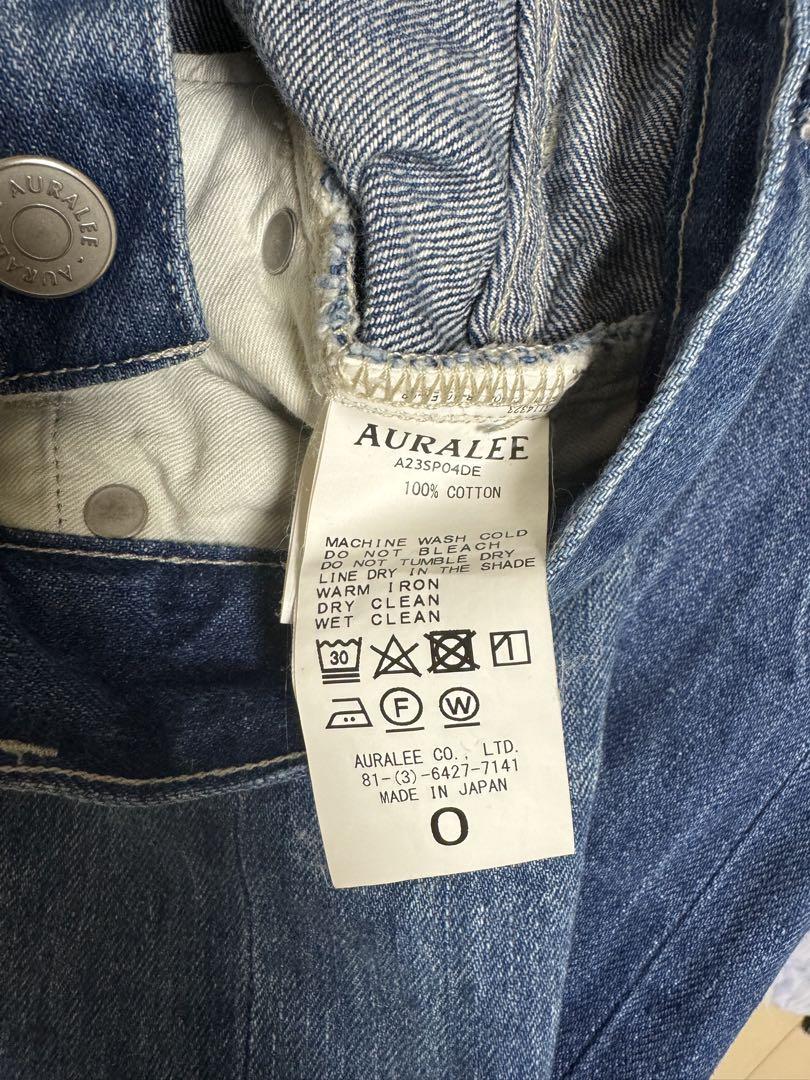 AURALEE · AURALEE
AURALEE
A23SP04DE
100% COTTON
MACHINE WASH COLD
DO NOT BLEACH
DO NOT TUMBLE DRY
LINE DRY IN THE SHADE
WARM IRON
DRY CLEAN
WET CLEAN
30
F
W
AURALEE CO., LTD.
81-(3)-6427-7141
MADE IN JAPAN
0